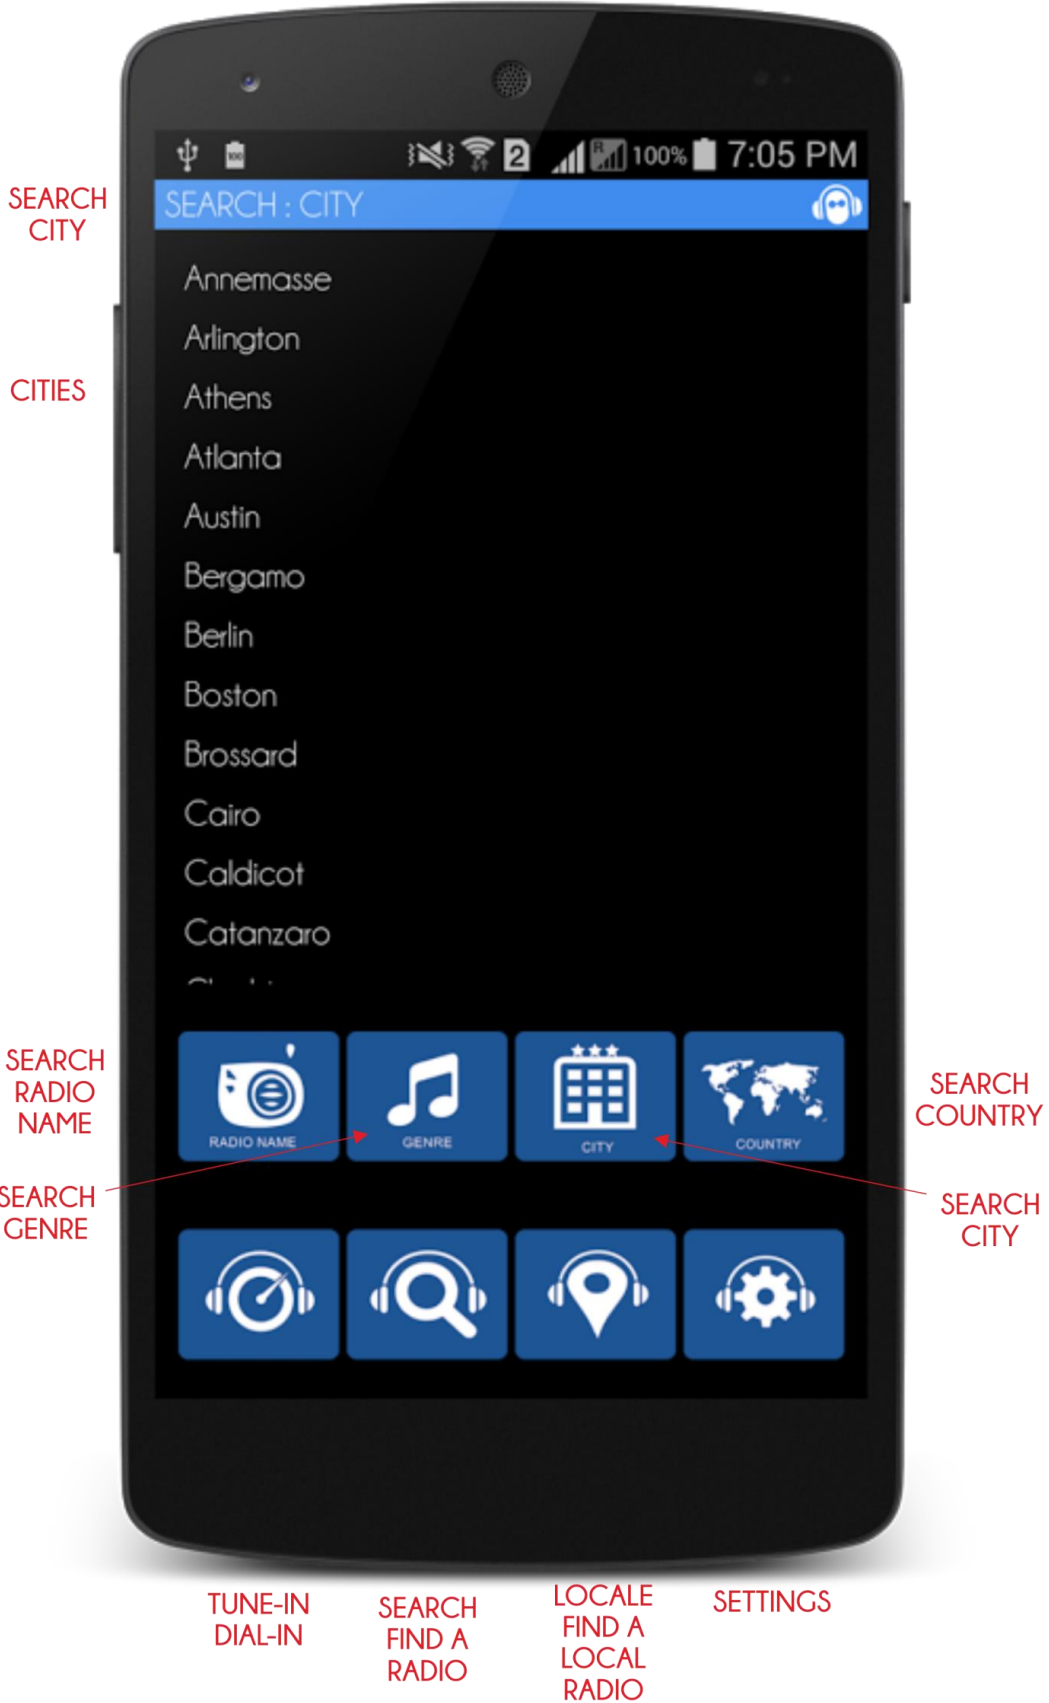 100
2
R
100%
7:05 PM
SEARCH
CITY
SEARCH : CITY
Annemasse
Arlington
CITIES
Athens
Atlanta
Austin
Bergamo
Berlin
Boston
Brossard
Cairo
Caldicot
Catanzaro
SEARCH
RADIO
NAME
RADIO NAME
GENRE
CITY
COUNTRY
SEARCH
COUNTRY
SEARCH
GENRE
SEARCH
CITY
TUNE-IN
DIAL-IN
SEARCH
FIND A
RADIO
LOCALE
FIND A
LOCAL
RADIO
SETTINGS